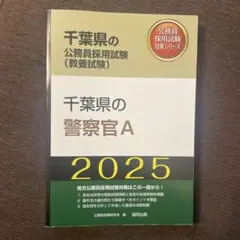 千葉県の
公務員採用試験
(教養試験)
公務員
採用試験
対策シリーズ
千葉県の
警察官A
2025
地方公務員採用試験対策はこの一冊から!
公務員試験研究会 編
協同出版